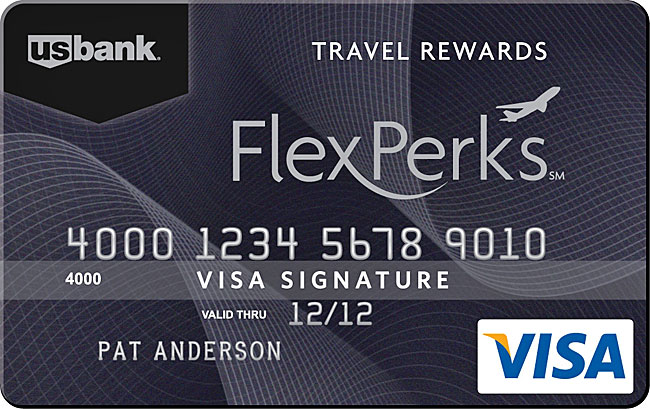 usbank.
TRAVEL REWARDS
FlexPerks SM
4000 1234 5678 9010
4000 VISA SIGNATURE
VALID THRU 12/12
PAT ANDERSON
VISA